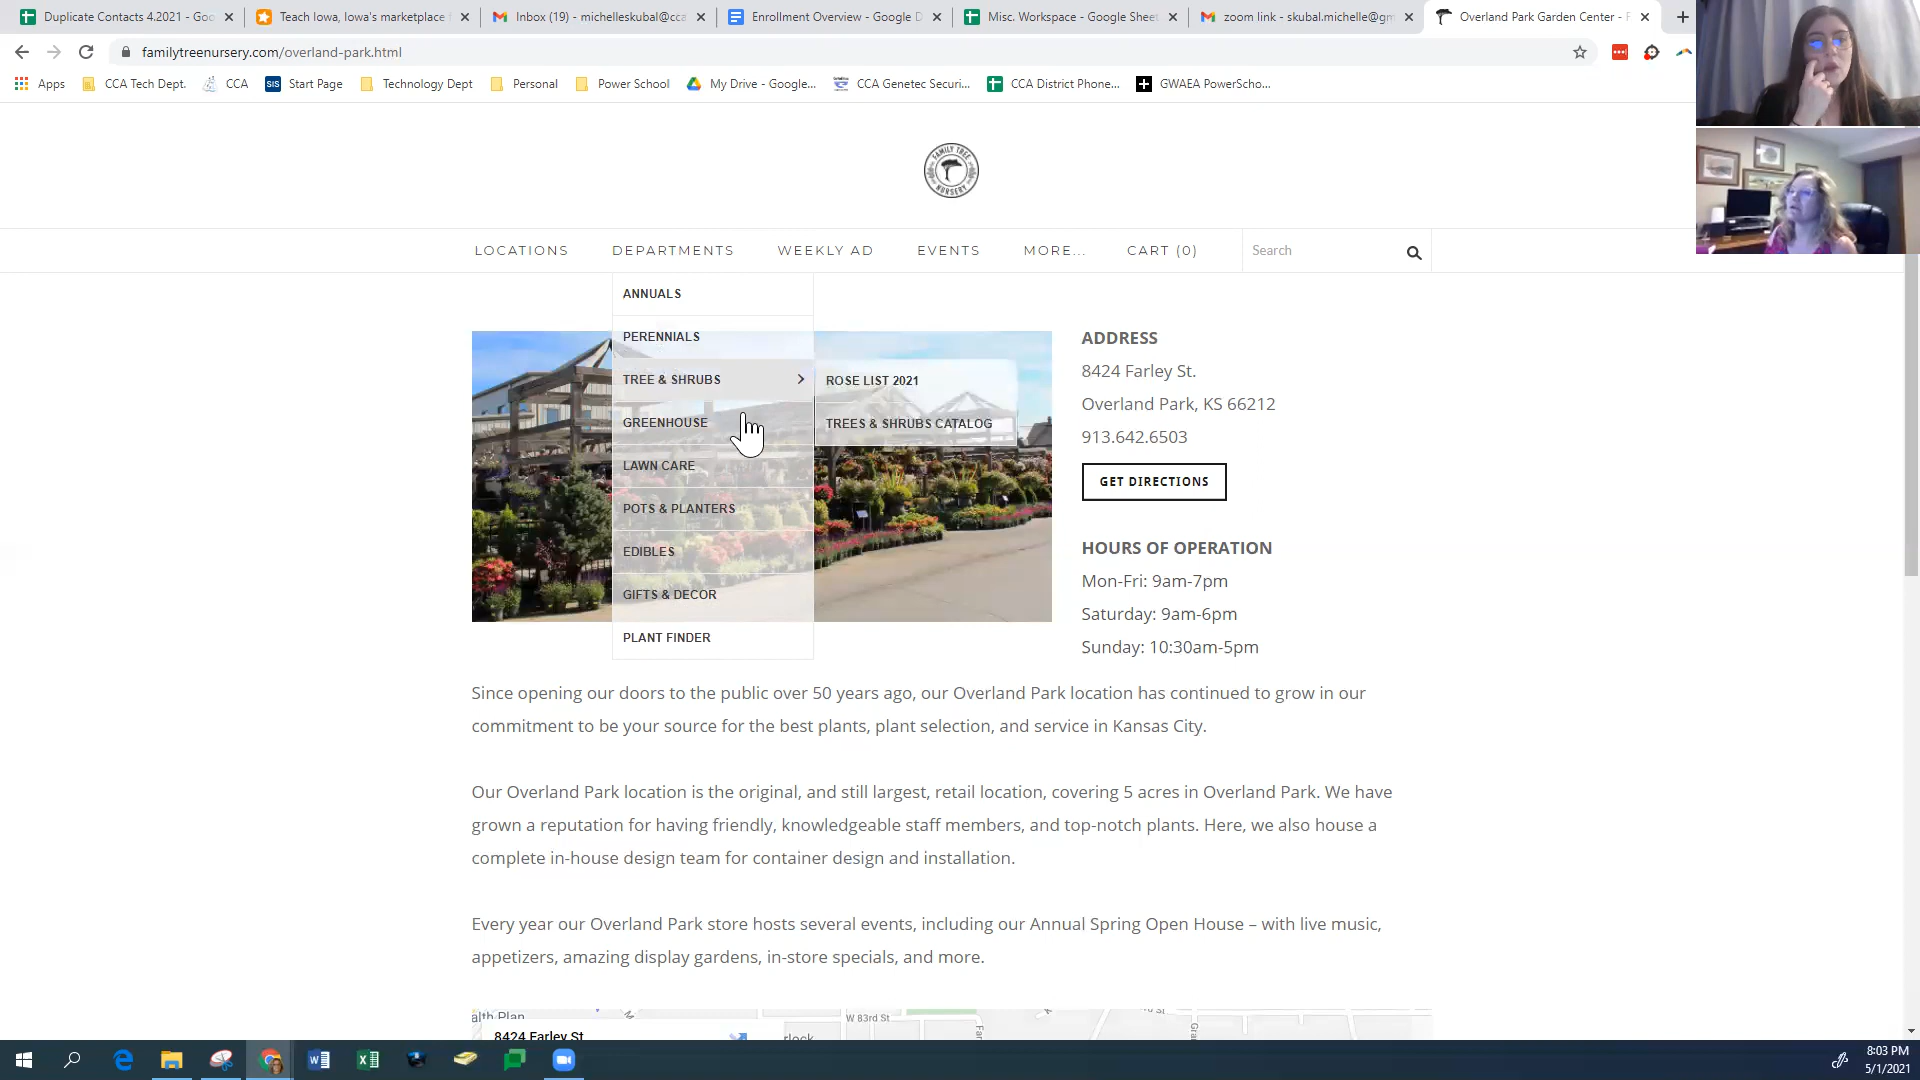 Duplicate Contacts 4.2021 - Goo
Teach Iowa, Iowa's marketplace f
Inbox (19) - michelleskubal@cca
Enrollment Overview - Google D
Misc. Workspace - Google Sheet
zoom link - skubal.michelle@gm
Overland Park Garden Center - F
familytreenursery.com/overland-park.html
Apps
CCA Tech Dept.
CCA
SIS
Start Page
Technology Dept
Personal
Power School
My Drive - Google...
CCA Genetec Securi...
CCA District Phone...
GWAEA PowerScho...
FAMILY TREE
NURSERY
LOCATIONS
DEPARTMENTS
WEEKLY AD
EVENTS
MORE...
CART (0)
Search
ANNUALS
PERENNIALS
TREE & SHRUBS
GREENHOUSE
LAWN CARE
POTS & PLANTERS
EDIBLES
GIFTS & DECOR
PLANT FINDER
ROSE LIST 2021
TREES & SHRUBS CATALOG
ADDRESS
8424 Farley St.
Overland Park, KS 66212
913.642.6503
GET DIRECTIONS
HOURS OF OPERATION
Mon-Fri: 9am-7pm
Saturday: 9am-6pm
Sunday: 10:30am-5pm
Since opening our doors to the public over 50 years ago, our Overland Park location has continued to grow in our
commitment to be your source for the best plants, plant selection, and service in Kansas City.
Our Overland Park location is the original, and still largest, retail location, covering 5 acres in Overland Park. We have
grown a reputation for having friendly, knowledgeable staff members, and top-notch plants. Here, we also house a
complete in-house design team for container design and installation.
Every year our Overland Park store hosts several events, including our Annual Spring Open House – with live music,
appetizers, amazing display gardens, in-store specials, and more.
alth Plan
8424 Farley St
W 83rd St
8:03 PM
5/1/2021